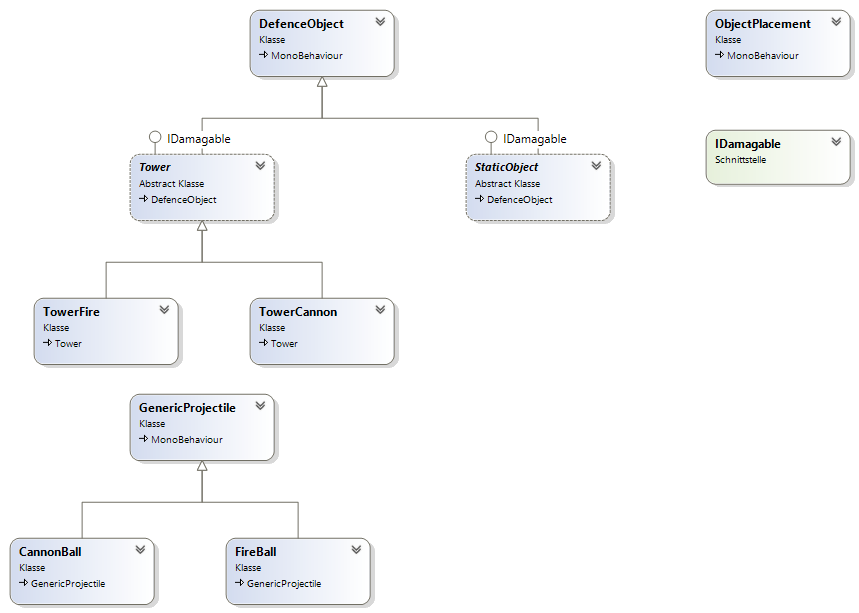 DefenceObject
Klasse
MonoBehaviour
ObjectPlacement
Klasse
MonoBehaviour
IDamagable
IDamagable
IDamagable
Schnittstelle
Tower
Abstract Klasse
DefenceObject
StaticObject
Abstract Klasse
DefenceObject
TowerFire
Klasse
Tower
TowerCannon
Klasse
Tower
GenericProjectile
Klasse
MonoBehaviour
CannonBall
Klasse
GenericProjectile
FireBall
Klasse
GenericProjectile